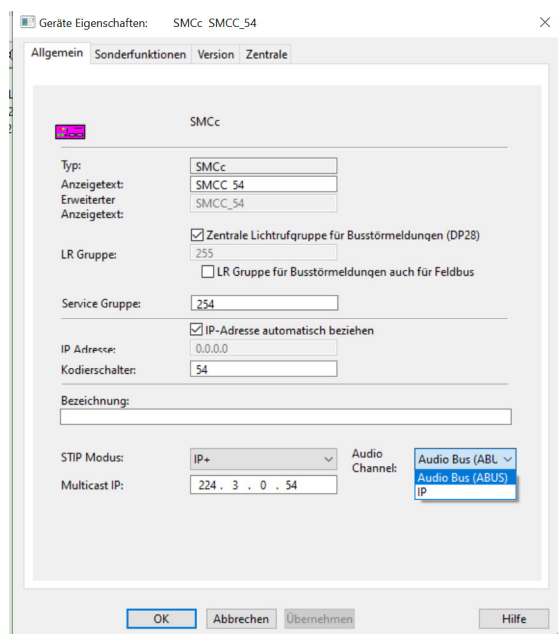 Geräte Eigenschaften: SMCc SMCC_54
Allgemein Sonderfunktionen Version Zentrale
SMCc
Typ: SMCc
Anzeigetext: SMCC_54
Erweiterter
Anzeigetext: SMCC_54
Zentrale Lichtrufgruppe für Busstörmeldungen (DP28)
LR Gruppe: 255
LR Gruppe für Busstörmeldungen auch für Feldbus
Service Gruppe: 254
IP-Adresse automatisch beziehen
IP Adresse: 0.0.0.0
Kodierschalter: 54
Bezeichnung:
STIP Modus: IP+
Audio
Channel: Audio Bus (ABU
Audio Bus (ABUS)
IP
Multicast IP: 224 . 3 . 0 . 54
OK Abbrechen Übernehmen Hilfe